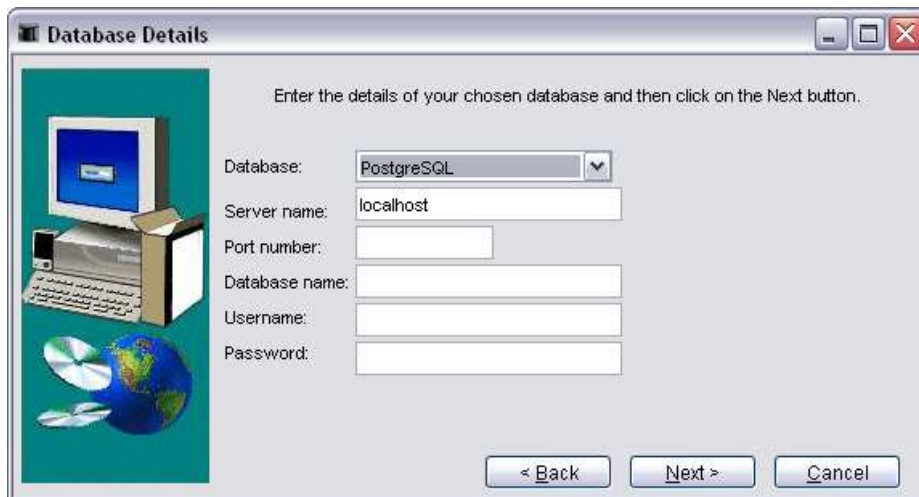 Database Details
Enter the details of your chosen database and then click on the Next button.
Database: PostgreSQL
Server name: localhost
Port number:
Database name:
Username:
Password:
< Back Next > Cancel